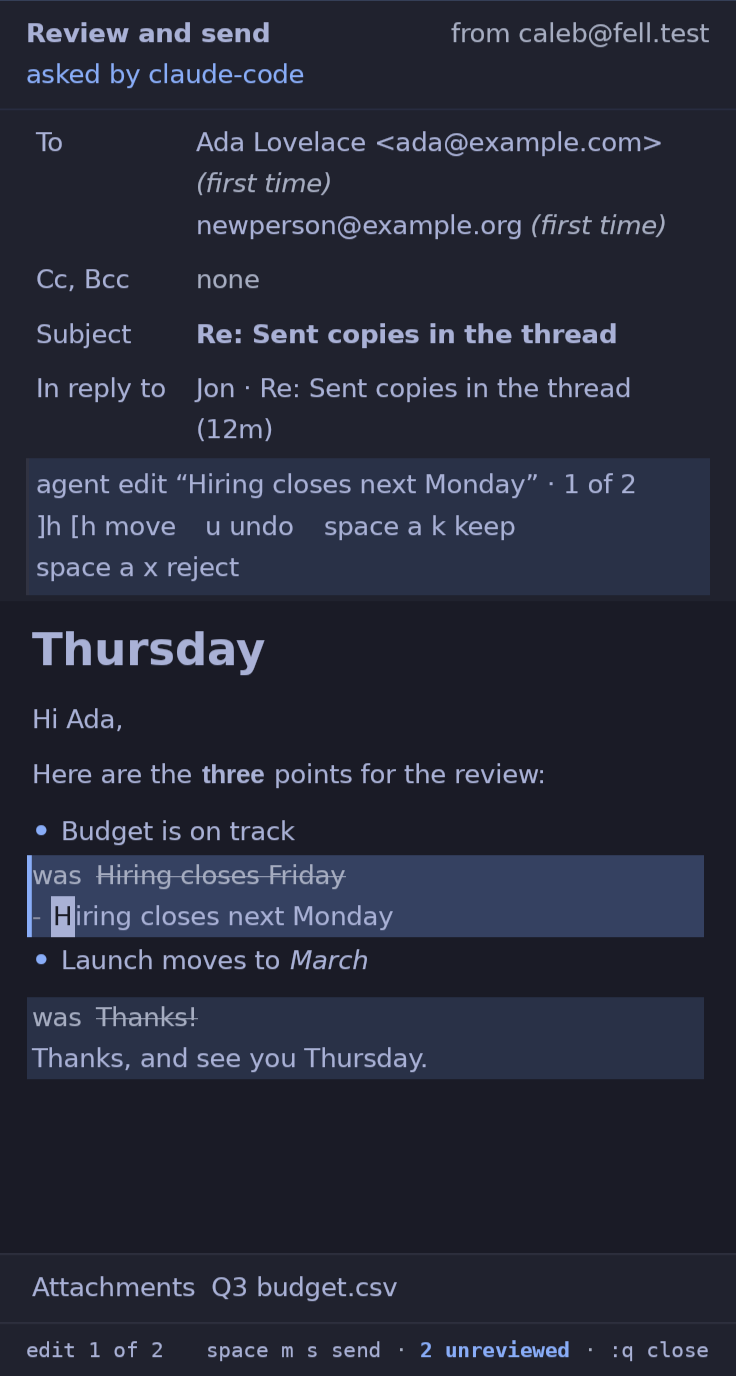 Review and send from caleb@fell.test
asked by claude-code
To Ada Lovelace <ada@example.com>
(first time)
newperson@example.org (first time)
Cc, Bcc none
Subject Re: Sent copies in the thread
In reply to Jon · Re: Sent copies in the thread
(12m)
agent edit “Hiring closes next Monday” · 1 of 2
]h [h move u undo space a k keep
space a x reject
Thursday
Hi Ada,
Here are the three points for the review:
• Budget is on track
was Hiring closes Friday
- Hiring closes next Monday
• Launch moves to March
was Thanks!
Thanks, and see you Thursday.
Attachments Q3 budget.csv
edit 1 of 2 space m s send · 2 unreviewed · :q close